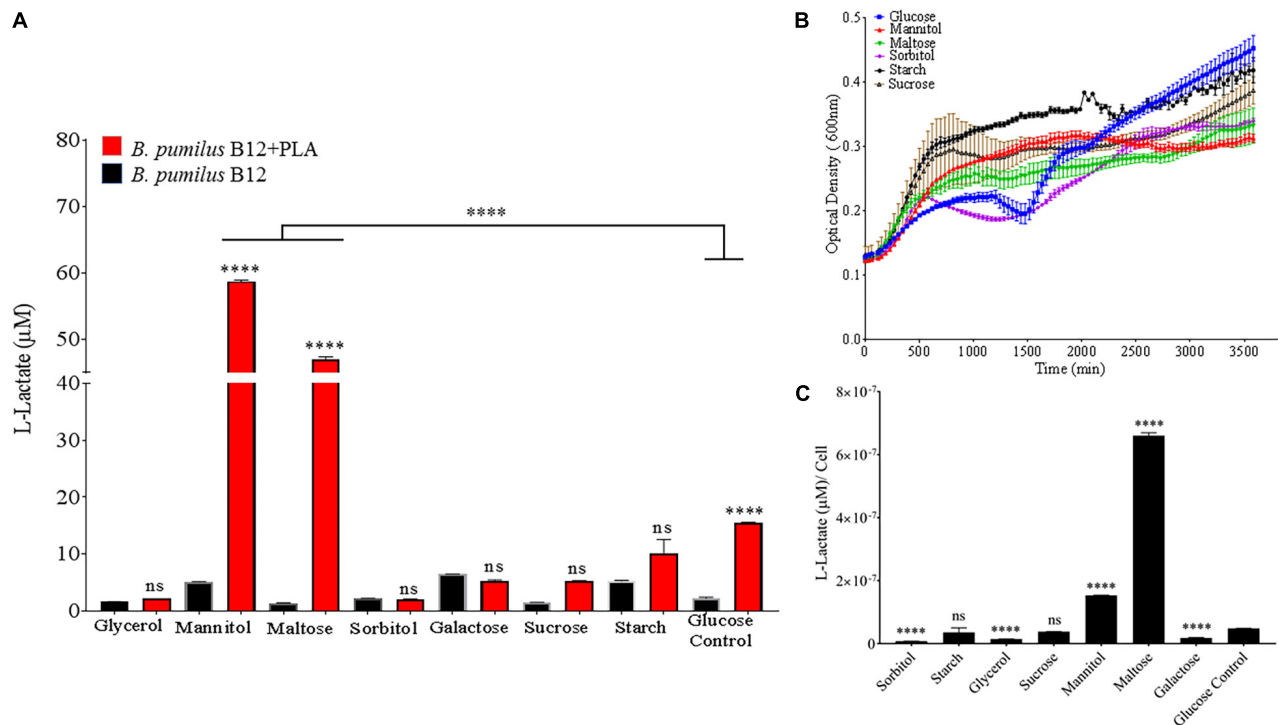 A
80
70
60
50
40
30
20
10
0
L-Lactate (µM)
B. pumilus B12+PLA
B. pumilus B12
****
****
****
ns
ns
ns
ns
ns
****
Glycerol
Mannitol
Maltose
Sorbitol
Galactose
Sucrose
Starch
Glucose
Control
B
0.5
0.4
0.3
0.2
0.1
0.0
Optical Density ( 600nm)
Glucose
Mannitol
Maltose
Sorbitol
Starch
Sucrose
0 500 1000 1500 2000 2500 3000 3500
Time (min)
C
8×10-7
6×10-7
4×10-7
2×10-7
0
L-Lactate (µM)/ Cell
****
ns
****
ns
****
****
****
Sorbitol
Starch
Glycerol
Sucrose
Mannitol
Maltose
Galactose
Glucose Control